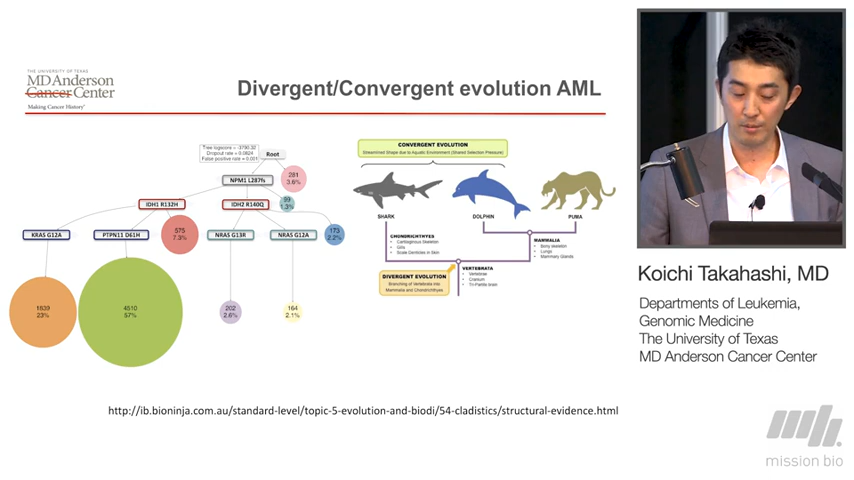 THE UNIVERSITY OF TEXAS
MD Anderson
Cancer Center
Making Cancer History®
Divergent/Convergent evolution AML
Tree logscore = -3790.32
Dropout rate = 0.0824
False positive rate = 0.001
Root
NPM1 L287fs
281
3.6%
IDH1 R132H
IDH2 R140Q
99
1.3%
KRAS G12A
PTPN11 D61H
575
7.3%
NRAS G13R
NRAS G12A
173
2.2%
1839
23%
4510
57%
202
2.6%
164
2.1%
CONVERGENT EVOLUTION
Streamlined Shape due to Aquatic Environment (Shared Selection Pressure)
SHARK
DOLPHIN
PUMA
CHONDRICHTHYES
• Cartilaginous Skeleton
• Gills
• Scale Denticles in Skin
MAMMALIA
• Bony skeleton
• Lungs
• Mammary Glands
DIVERGENT EVOLUTION
Branching of Vertebrata into
Mammalia and Chondrichthyes
VERTEBRATA
• Vertebrae
• Cranium
• Tri-Partite brain
http://ib.bioninja.com.au/standard-level/topic-5-evolution-and-biodi/54-cladistics/structural-evidence.html
Koichi Takahashi, MD
Departments of Leukemia,
Genomic Medicine
The University of Texas
MD Anderson Cancer Center
mission bio